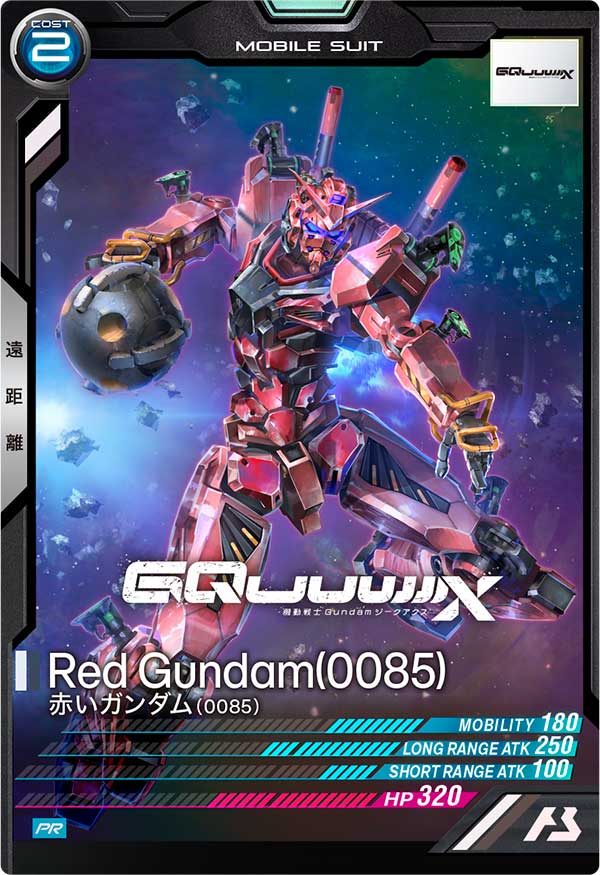 COST
2
MOBILE SUIT
GQuuuuuuX
遠距離
GQuuuuuuX
機動戦士Gundamジークアクス
Red Gundam(0085)
赤いガンダム(0085)
MOBILITY 180
LONG RANGE ATK 250
SHORT RANGE ATK 100
HP 320
PR